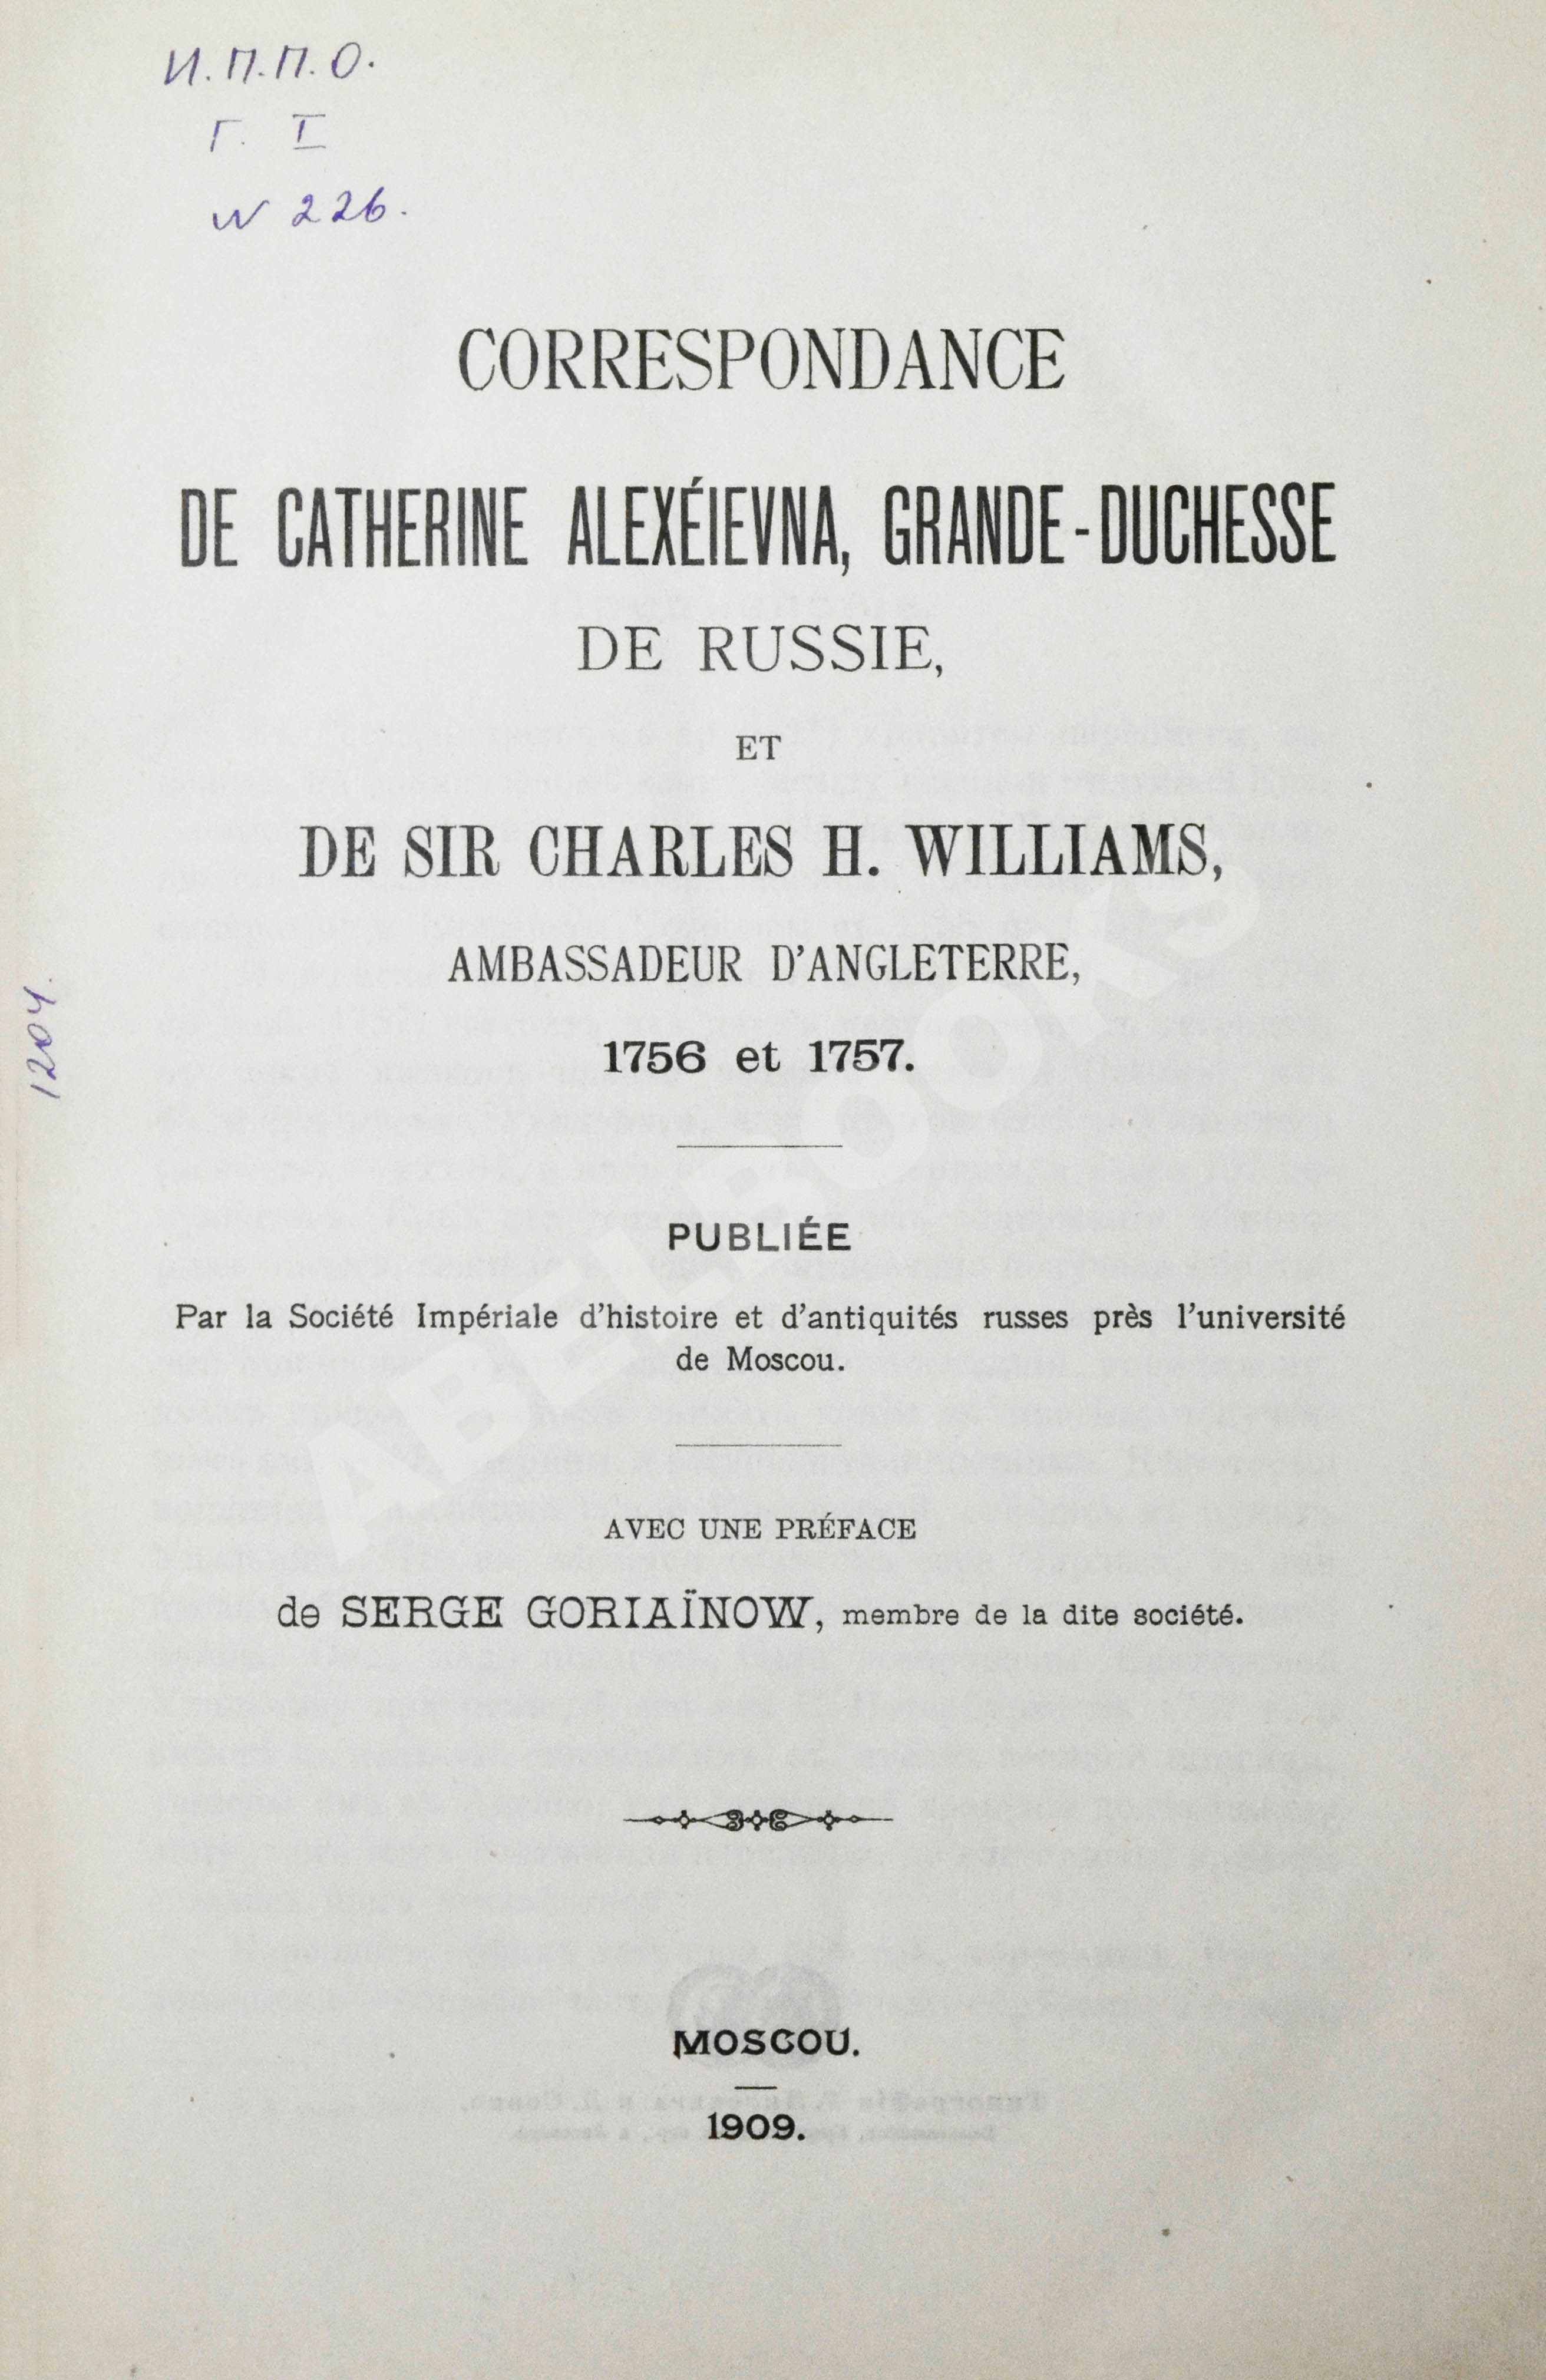 И.П.П.О.
Г. I
N 226.
CORRESPONDANCE
DE CATHERINE ALEXÉIEVNA, GRANDE-DUCHESSE
DE RUSSIE,
ET
DE SIR CHARLES H. WILLIAMS,
AMBASSADEUR D'ANGLETERRE,
1204.
1756 et 1757.
PUBLIÉE
Par la Société Impériale d'histoire et d'antiquités russes près l'université
de Moscou.
AVEC UNE PRÉFACE
de SERGE GORIAÏNOW, membre de la dite société.
MOSCOU.
1909.
ABELBOOKS